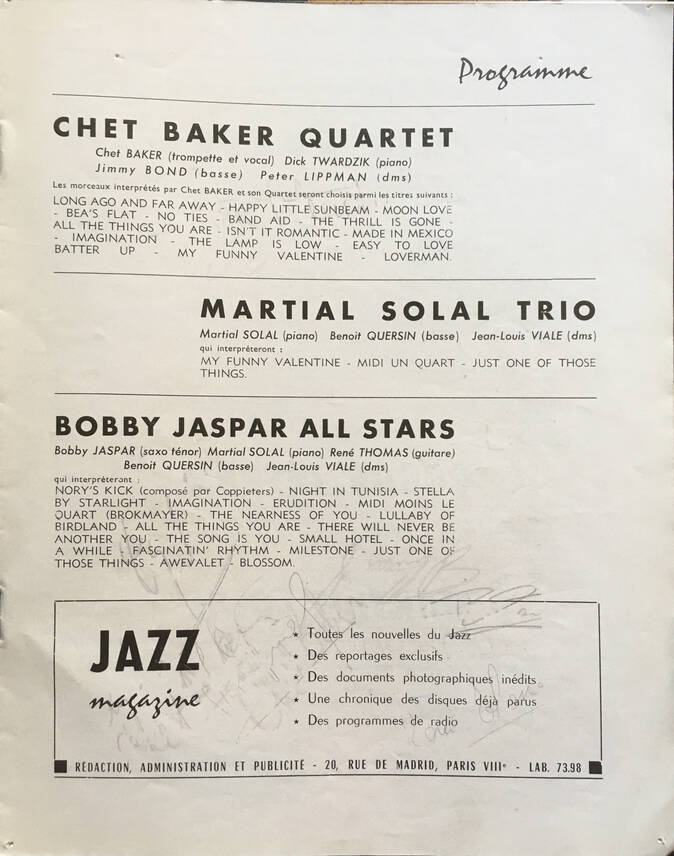 Programme
CHET BAKER QUARTET
Chet BAKER (trompette et vocal) Dick TWARDZIK (piano)
Jimmy BOND (basse) Peter LIPPMAN (dms)
Les morceaux interprétés par Chet BAKER et son Quartet seront choisis parmi les titres suivants :
LONG AGO AND FAR AWAY - HAPPY LITTLE SUNBEAM - MOON LOVE
- BEA'S FLAT - NO TIES - BAND AID - THE THRILL IS GONE -
ALL THE THINGS YOU ARE - ISN'T IT ROMANTIC - MADE IN MEXICO
- IMAGINATION - THE LAMP IS LOW - EASY TO LOVE
BATTER UP - MY FUNNY VALENTINE - LOVERMAN.
MARTIAL SOLAL TRIO
Martial SOLAL (piano) Benoit QUERSIN (basse) Jean-Louis VIALE (dms)
qui interpréteront :
MY FUNNY VALENTINE - MIDI UN QUART - JUST ONE OF THOSE
THINGS.
BOBBY JASPAR ALL STARS
Bobby JASPAR (saxo ténor) Martial SOLAL (piano) René THOMAS (guitare)
Benoit QUERSIN (basse) Jean-Louis VIALE (dms)
qui interpréteront :
NORY'S KICK (composé par Coppieters) - NIGHT IN TUNISIA - STELLA
BY STARLIGHT - IMAGINATION - ERUDITION - MIDI MOINS LE
QUART (BROKMAYER) - THE NEARNESS OF YOU - LULLABY OF
BIRDLAND - ALL THE THINGS YOU ARE - THERE WILL NEVER BE
ANOTHER YOU - THE SONG IS YOU - SMALL HOTEL - ONCE IN
A WHILE - FASCINATIN' RHYTHM - MILESTONE - JUST ONE OF
THOSE THINGS - AWEVALET - BLOSSOM.
JAZZ
magazine
★ Toutes les nouvelles du Jazz
★ Des reportages exclusifs
★ Des documents photographiques inédits
★ Une chronique des disques déjà parus
★ Des programmes de radio
RÉDACTION, ADMINISTRATION ET PUBLICITÉ - 20, RUE DE MADRID, PARIS VIIIe - LAB. 73.98